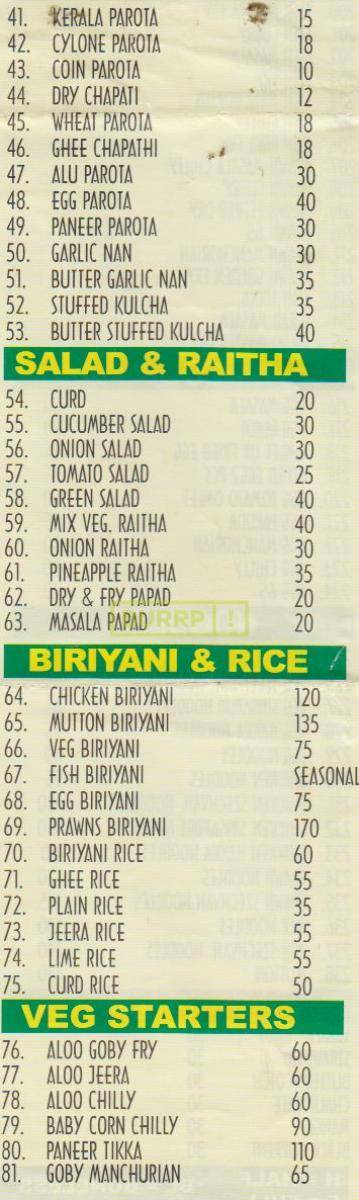 41. KERALA PAROTA 15
42. CYLONE PAROTA 18
43. COIN PAROTA 10
44. DRY CHAPATI 12
45. WHEAT PAROTA 18
46. GHEE CHAPATHI 18
47. ALU PAROTA 30
48. EGG PAROTA 40
49. PANEER PAROTA 30
50. GARLIC NAN 30
51. BUTTER GARLIC NAN 35
52. STUFFED KULCHA 35
53. BUTTER STUFFED KULCHA 40
SALAD & RAITHA
54. CURD 20
55. CUCUMBER SALAD 30
56. ONION SALAD 30
57. TOMATO SALAD 25
58. GREEN SALAD 40
59. MIX VEG. RAITHA 40
60. ONION RAITHA 30
61. PINEAPPLE RAITHA 35
62. DRY & FRY PAPAD 20
63. MASALA PAPAD 20
BURRP !
BIRIYANI & RICE
64. CHICKEN BIRIYANI 120
65. MUTTON BIRIYANI 135
66. VEG BIRIYANI 75
67. FISH BIRIYANI SEASONAL
68. EGG BIRIYANI 75
69. PRAWNS BIRIYANI 170
70. BIRIYANI RICE 60
71. GHEE RICE 55
72. PLAIN RICE 35
73. JEERA RICE 55
74. LIME RICE 55
75. CURD RICE 50
VEG STARTERS
76. ALOO GOBY FRY 60
77. ALOO JEERA 60
78. ALOO CHILLY 60
79. BABY CORN CHILLY 90
80. PANEER TIKKA 110
81. GOBY MANCHURIAN 65